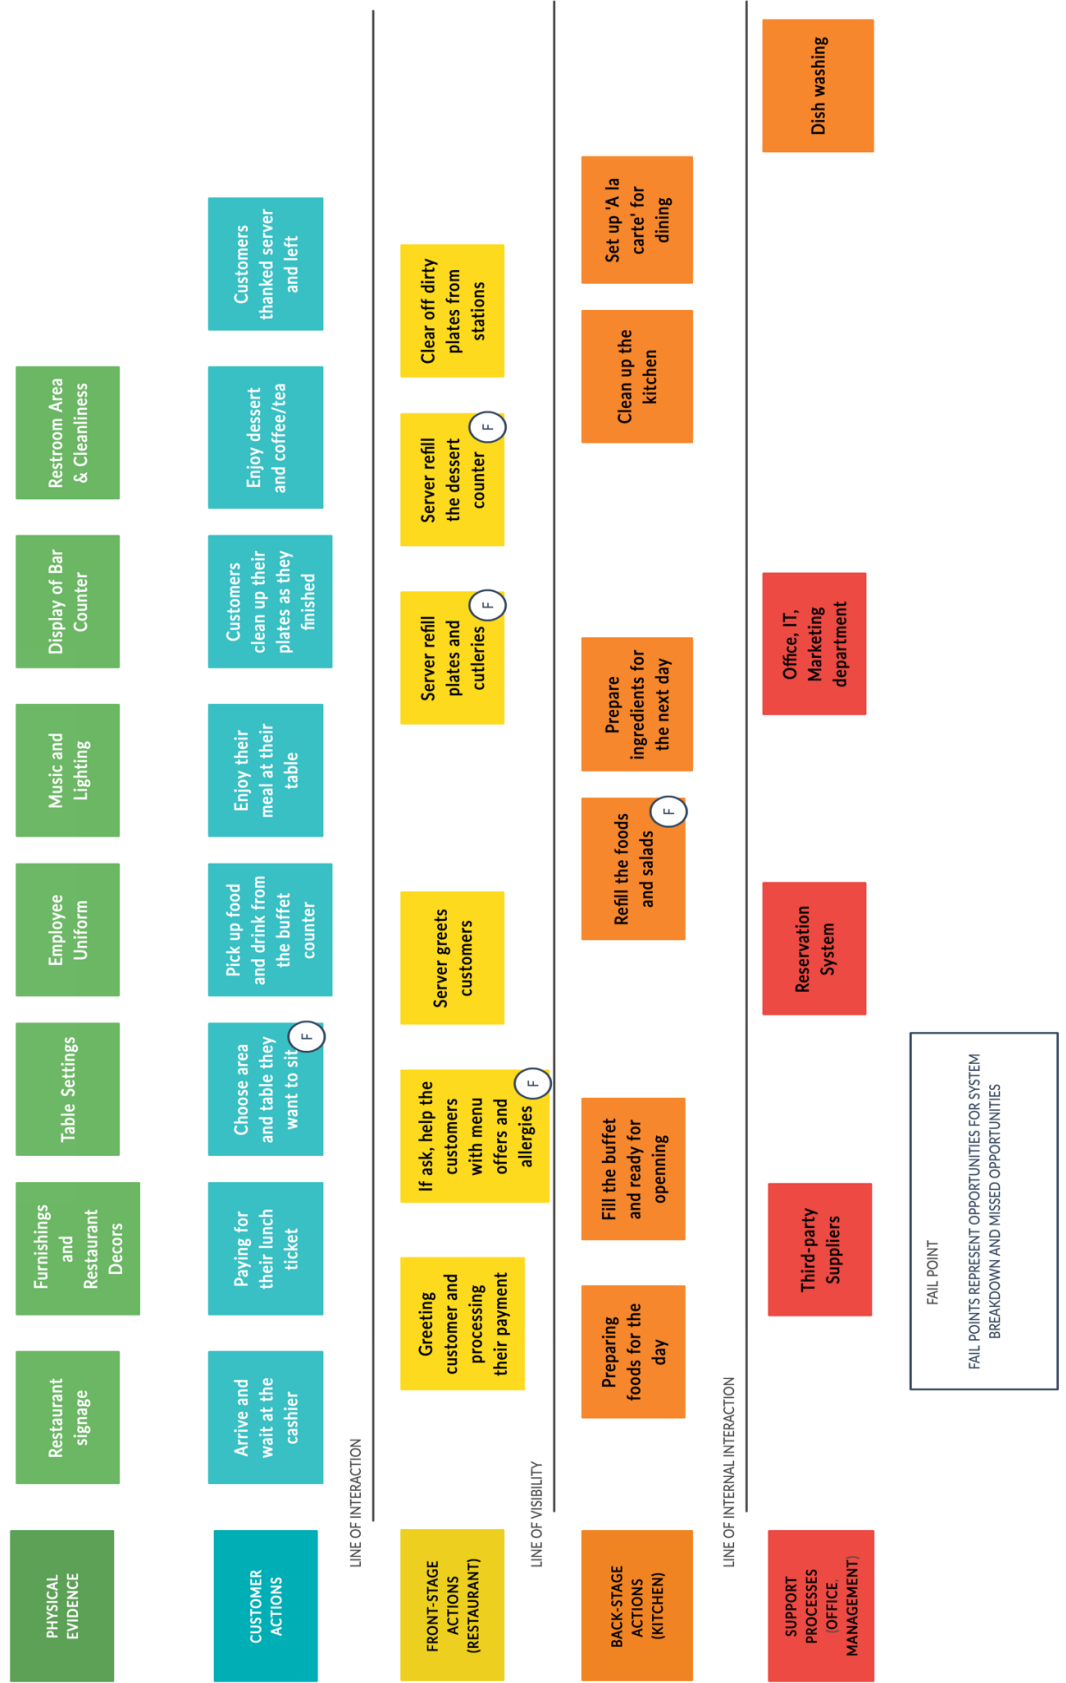 PHYSICAL
EVIDENCE
Restaurant
signage
Furnishings
and
Restaurant
Decors
Table Settings
Employee
Uniform
Music and
Lighting
Display of Bar
Counter
Restroom Area
& Cleanliness
CUSTOMER
ACTIONS
Arrive and
wait at the
cashier
Paying for
their lunch
ticket
Choose area
and table they
want to sit
F
Pick up food
and drink from
the buffet
counter
Enjoy their
meal at their
table
Customers
clean up their
plates as they
finished
Enjoy dessert
and coffee/tea
Customers
thanked server
and left
LINE OF INTERACTION
FRONT-STAGE
ACTIONS
(RESTAURANT)
Greeting
customer and
processing
their payment
If ask, help the
customers
with menu
offers and
allergies
F
Server greets
customers
Server refill
plates and
cutleries
F
Server refill
the dessert
counter
F
Clear off dirty
plates from
stations
LINE OF VISIBILITY
BACK-STAGE
ACTIONS
(KITCHEN)
Preparing
foods for the
day
Fill the buffet
and ready for
openning
Refill the foods
and salads
F
Prepare
ingredients for
the next day
Clean up the
kitchen
Set up 'A la
carte' for
dining
LINE OF INTERNAL INTERACTION
SUPPORT
PROCESSES
(OFFICE,
MANAGEMENT)
Third-party
Suppliers
Reservation
System
Office, IT,
Marketing
department
Dish washing
FAIL POINT
FAIL POINTS REPRESENT OPPORTUNITIES FOR SYSTEM
BREAKDOWN AND MISSED OPPORTUNITIES